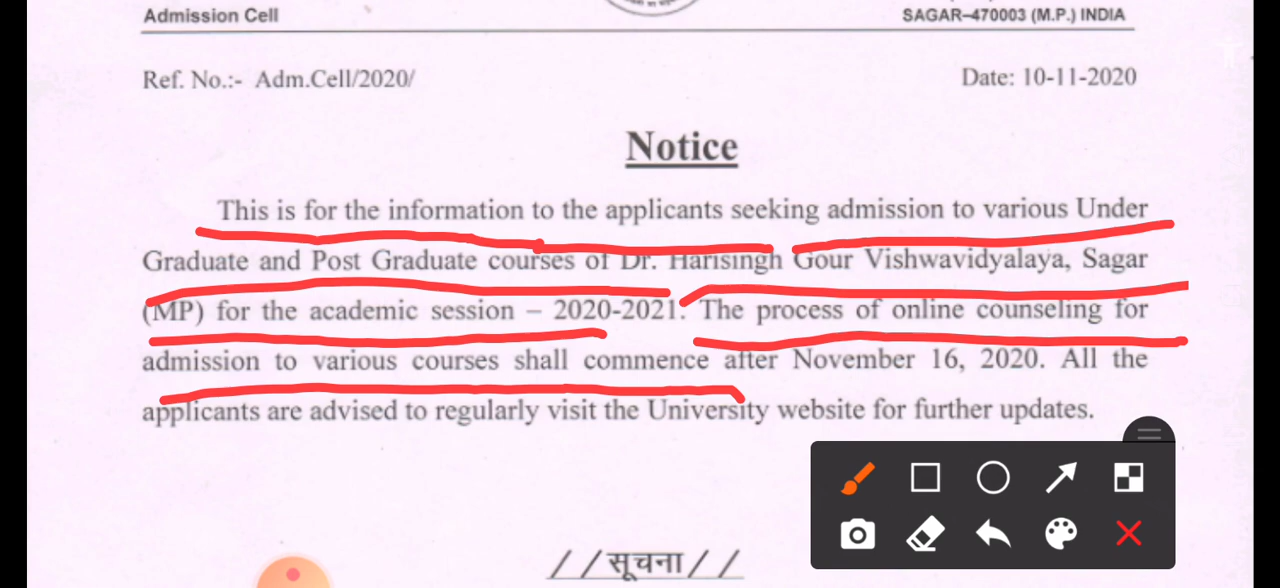 Admission Cell
SAGAR–470003 (M.P.) INDIA
Ref. No.:- Adm.Cell/2020/
Date: 10-11-2020
Notice
This is for the information to the applicants seeking admission to various Under
Graduate and Post Graduate courses of Dr. Harisingh Gour Vishwavidyalaya, Sagar
(MP) for the academic session – 2020-2021. The process of online counseling for
admission to various courses shall commence after November 16, 2020. All the
applicants are advised to regularly visit the University website for further updates.
//सूचना//